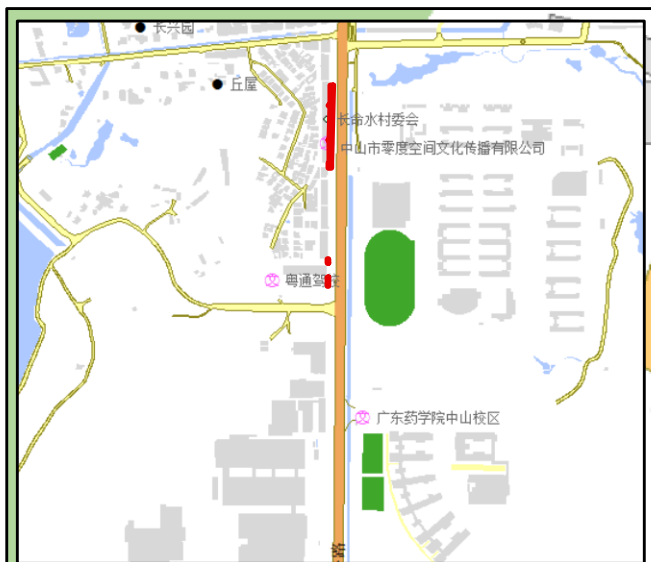 长兴园
丘屋
长命水村委会
中山市零度空间文化传播有限公司
粤通驾校
广东药学院中山校区